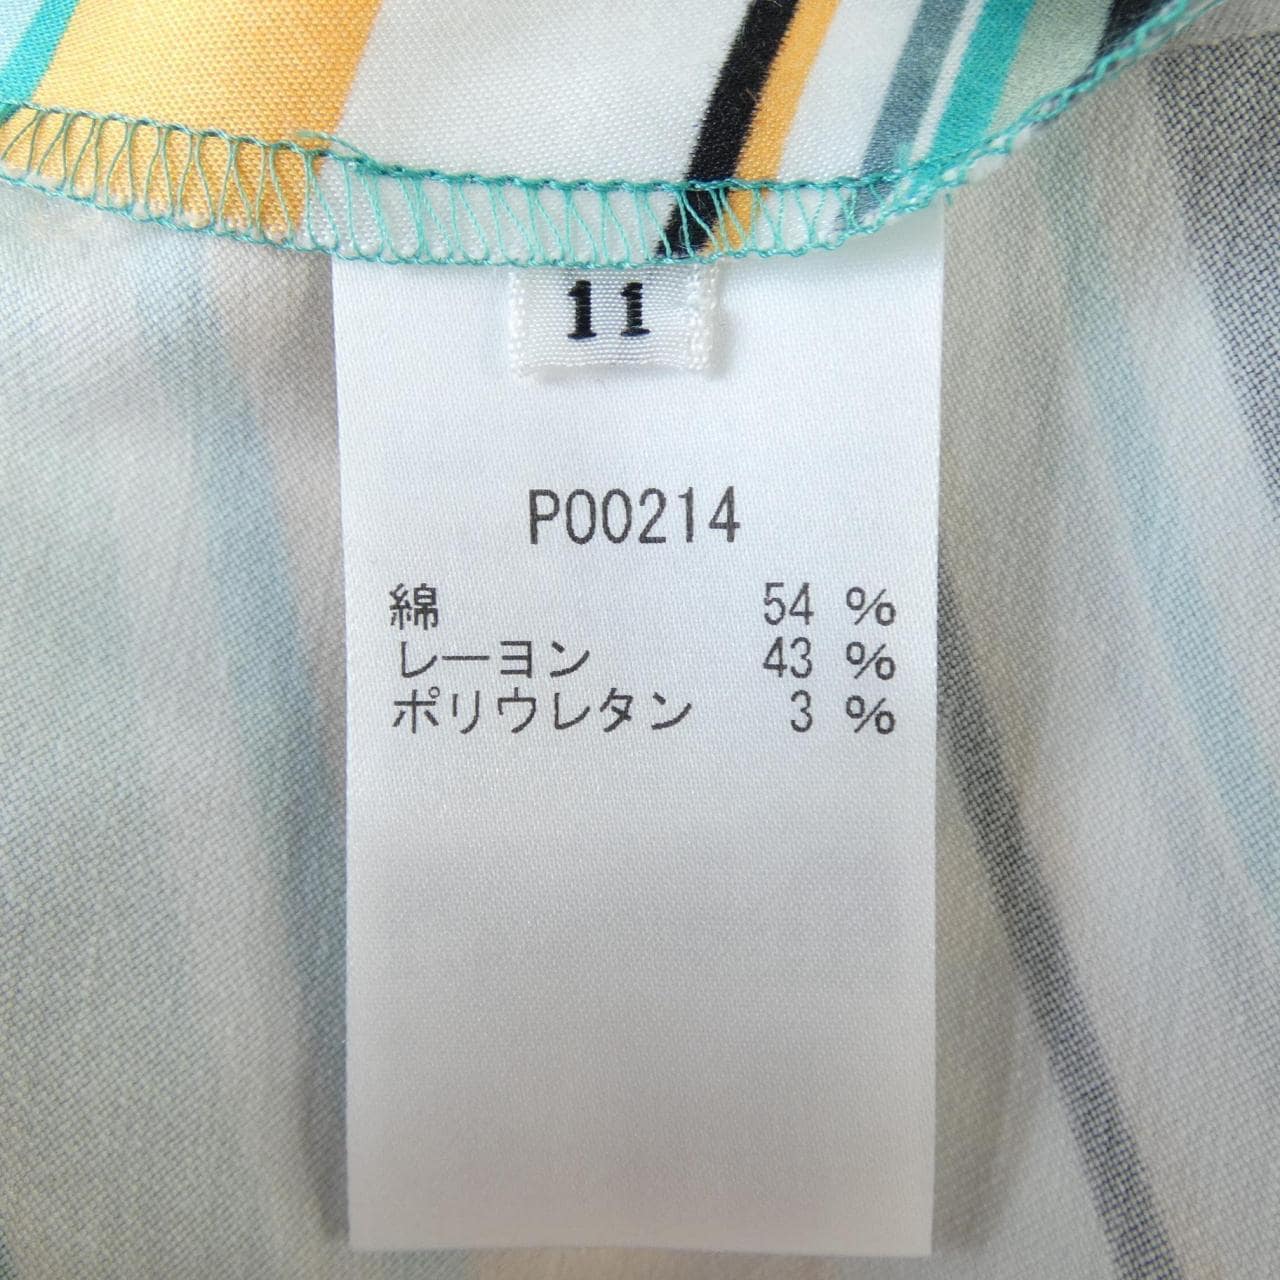 11
P00214
綿 54 %
レーヨン 43 %
ポリウレタン 3 %